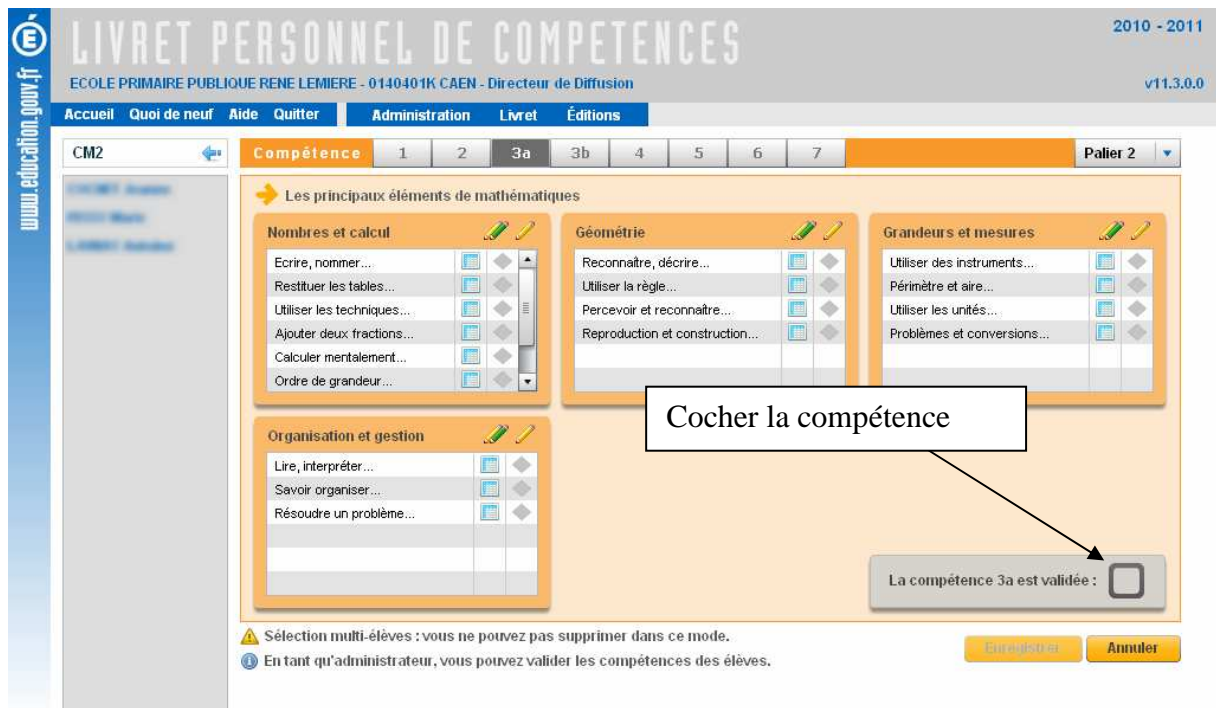 LIVRET PERSONNEL DE COMPETENCES
2010 - 2011
ECOLE PRIMAIRE PUBLIQUE RENE LEMIERE - 0140401K CAEN - Directeur de Diffusion
v11.3.0.0
www.education.gouv.fr
Accueil Quoi de neuf Aide Quitter Administration Livret Éditions
CM2
Compétence 1 2 3a 3b 4 5 6 7
Palier 2
Les principaux éléments de mathématiques
Nombres et calcul
Ecrire, nommer...
Restituer les tables...
Utiliser les techniques...
Ajouter deux fractions...
Calculer mentalement...
Ordre de grandeur...
Géométrie
Reconnaître, décrire...
Utiliser la règle...
Percevoir et reconnaître...
Reproduction et construction...
Grandeurs et mesures
Utiliser des instruments...
Périmètre et aire...
Utiliser les unités...
Problèmes et conversions...
Cocher la compétence
Organisation et gestion
Lire, interpréter...
Savoir organiser...
Résoudre un problème...
La compétence 3a est validée :
Sélection multi-élèves : vous ne pouvez pas supprimer dans ce mode.
En tant qu'administrateur, vous pouvez valider les compétences des élèves.
Enregistrer
Annuler